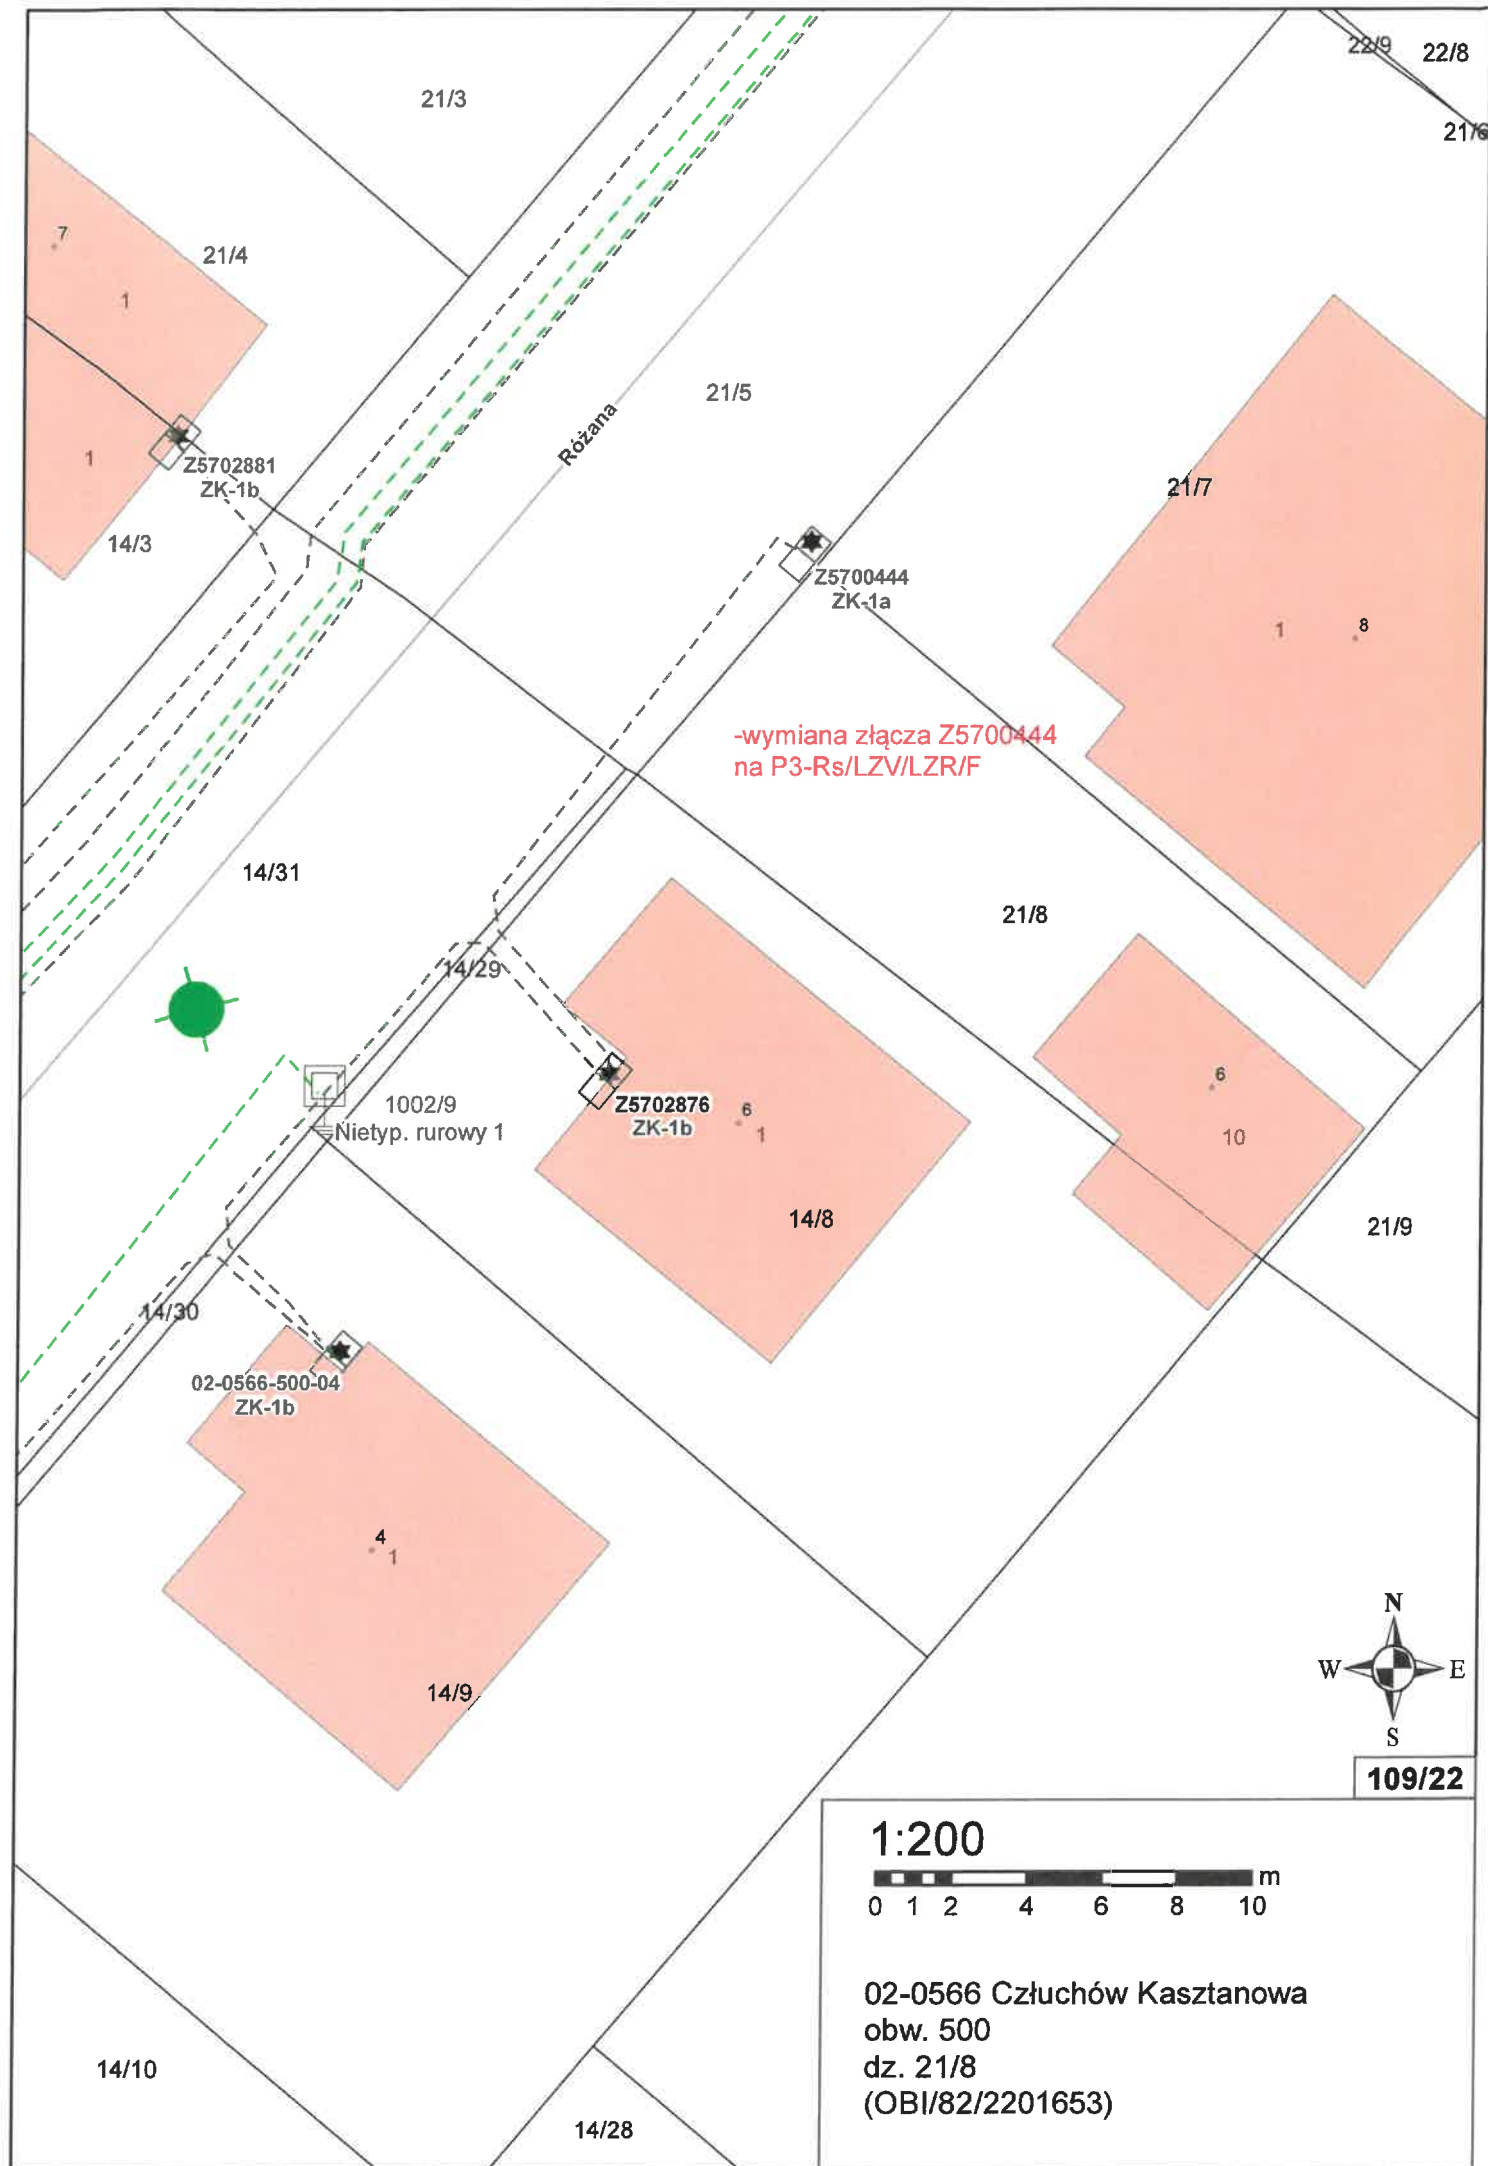 22/9
22/8
21/3
21/6
7
21/4
1
21/5
Różana
1
Z5702881
ZK-1b
21/7
14/3
Z5700444
ZK-1a
1
8
-wymiana złącza Z5700444
na P3-Rs/LZV/LZR/F
14/31
21/8
14/29
1002/9
Nietyp. rurowy 1
Z5702876
ZK-1b
6
1
6
10
14/8
21/9
14/30
02-0566-500-04
ZK-1b
4
1
14/9
N
W
E
S
109/22
1:200
m
0 1 2 4 6 8 10
02-0566 Człuchów Kasztanowa
obw. 500
dz. 21/8
(OBI/82/2201653)
14/10
14/28